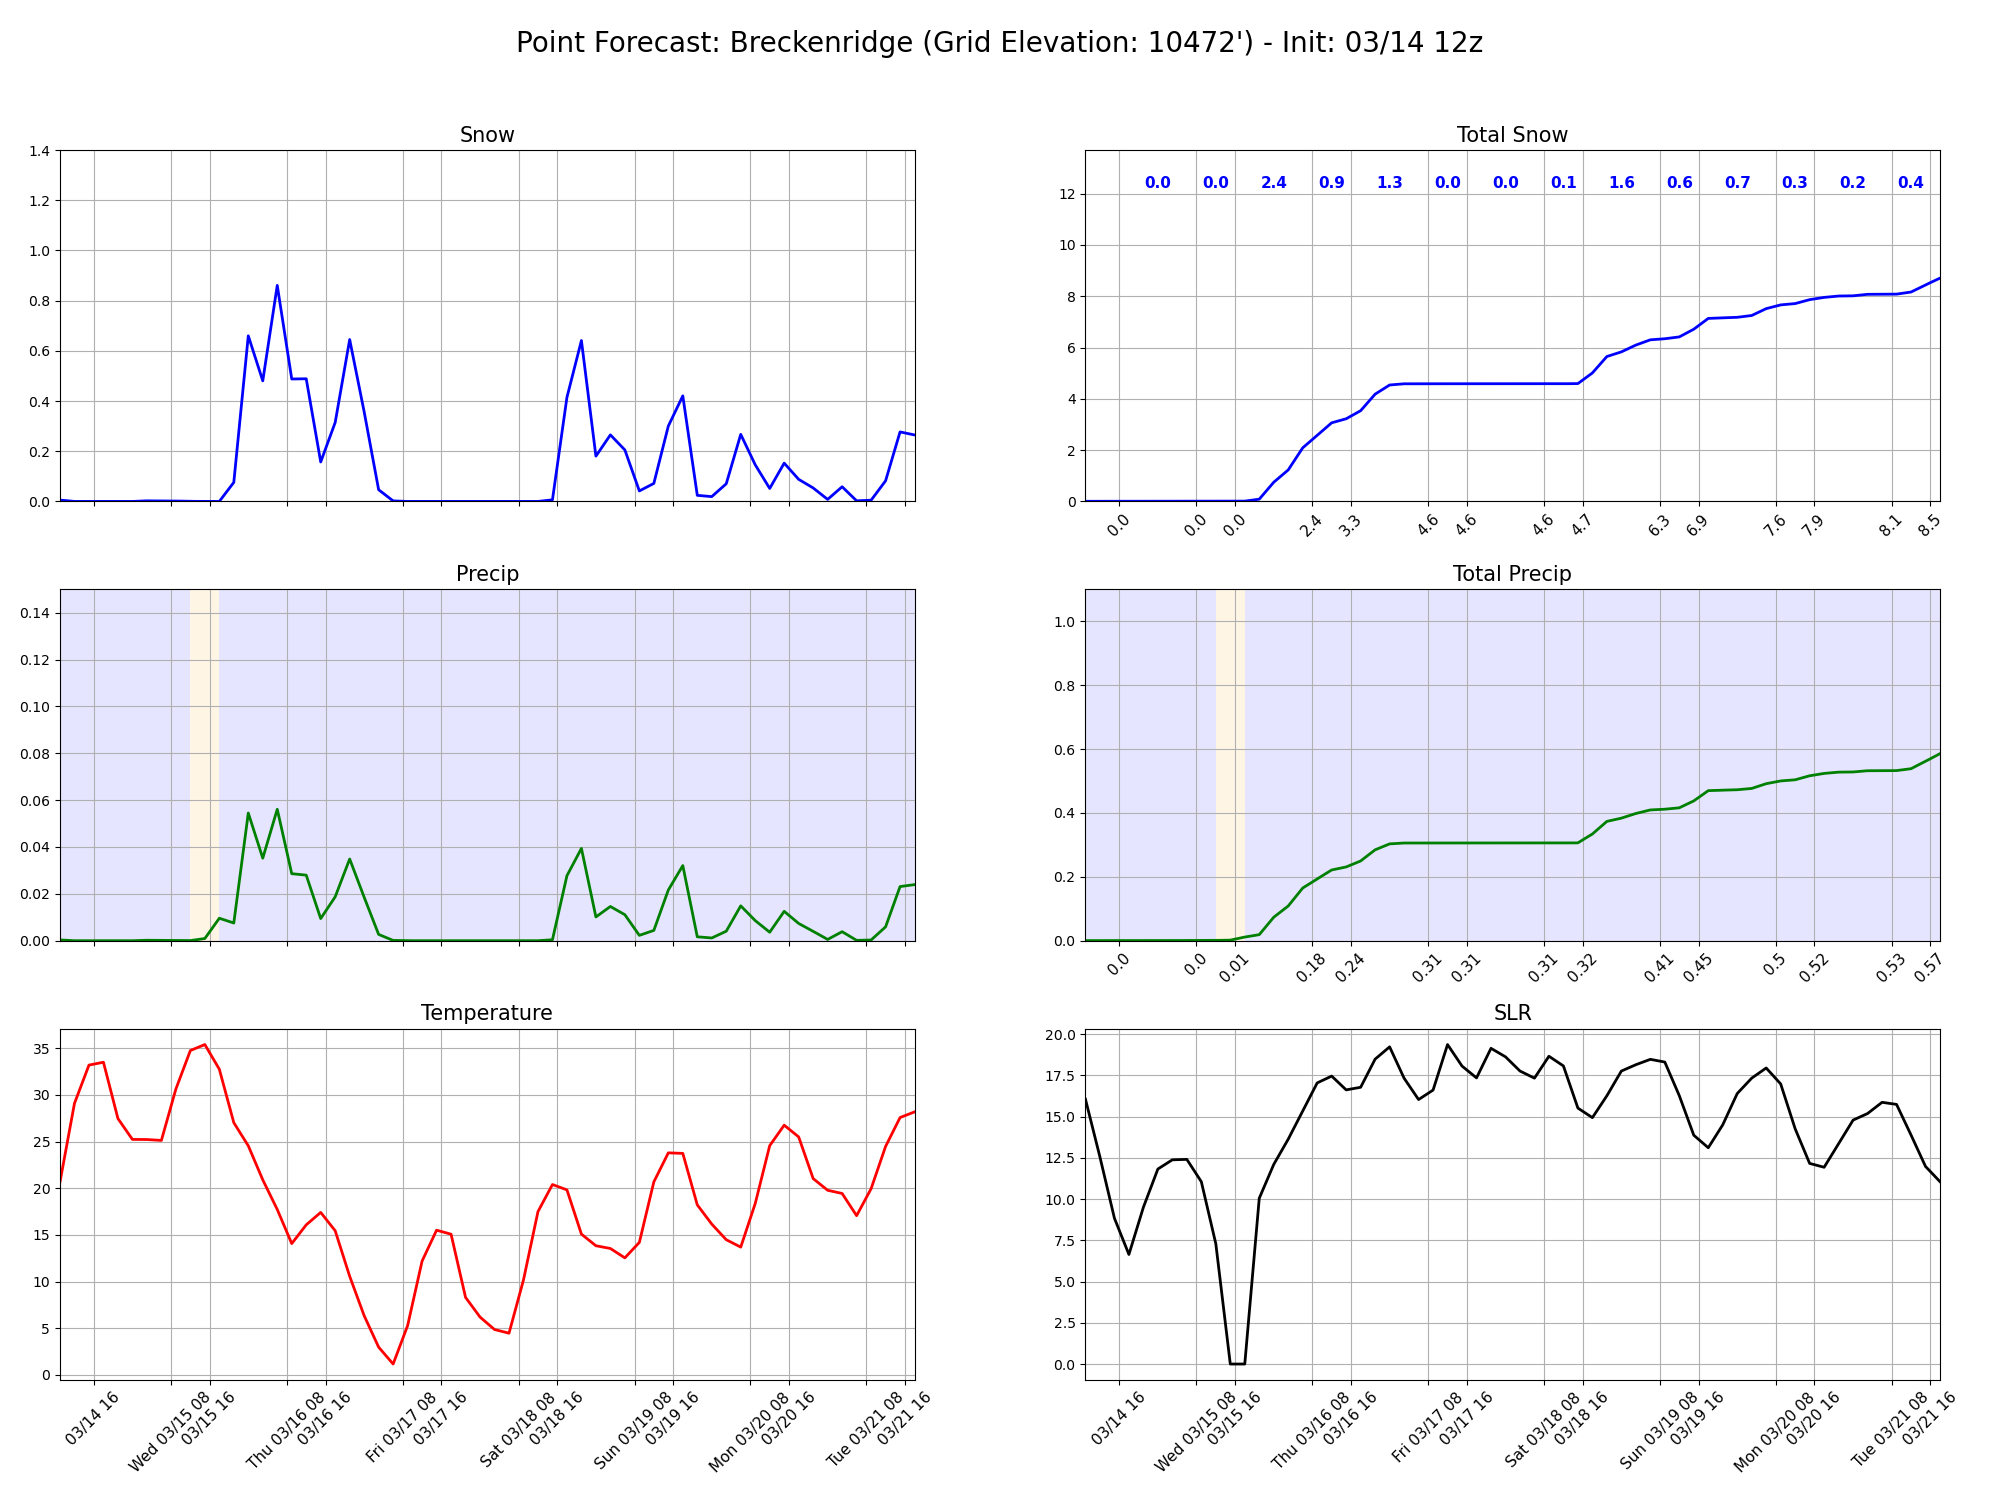 Point Forecast: Breckenridge (Grid Elevation: 10472') - Init: 03/14 12z
Snow
1.4
1.2
1.0
0.8
0.6
0.4
0.2
0.0
Total Snow
0.0 0.0 2.4 0.9 1.3 0.0 0.0 0.1 1.6 0.6 0.7 0.3 0.2 0.4
12
10
8
6
4
2
0
0.0 0.0 0.0 2.4 3.3 4.6 4.6 4.6 4.7 6.3 6.9 7.6 7.9 8.1 8.5
Precip
0.14
0.12
0.10
0.08
0.06
0.04
0.02
0.00
Total Precip
1.0
0.8
0.6
0.4
0.2
0.0
0.0 0.0 0.01 0.18 0.24 0.31 0.31 0.31 0.32 0.41 0.45 0.5 0.52 0.53 0.57
Temperature
35
30
25
20
15
10
5
0
03/14 16
Wed 03/15 08
03/15 16
Thu 03/16 08
03/16 16
Fri 03/17 08
03/17 16
Sat 03/18 08
03/18 16
Sun 03/19 08
03/19 16
Mon 03/20 08
03/20 16
Tue 03/21 08
03/21 16
SLR
20.0
17.5
15.0
12.5
10.0
7.5
5.0
2.5
0.0
03/14 16
Wed 03/15 08
03/15 16
Thu 03/16 08
03/16 16
Fri 03/17 08
03/17 16
Sat 03/18 08
03/18 16
Sun 03/19 08
03/19 16
Mon 03/20 08
03/20 16
Tue 03/21 08
03/21 16